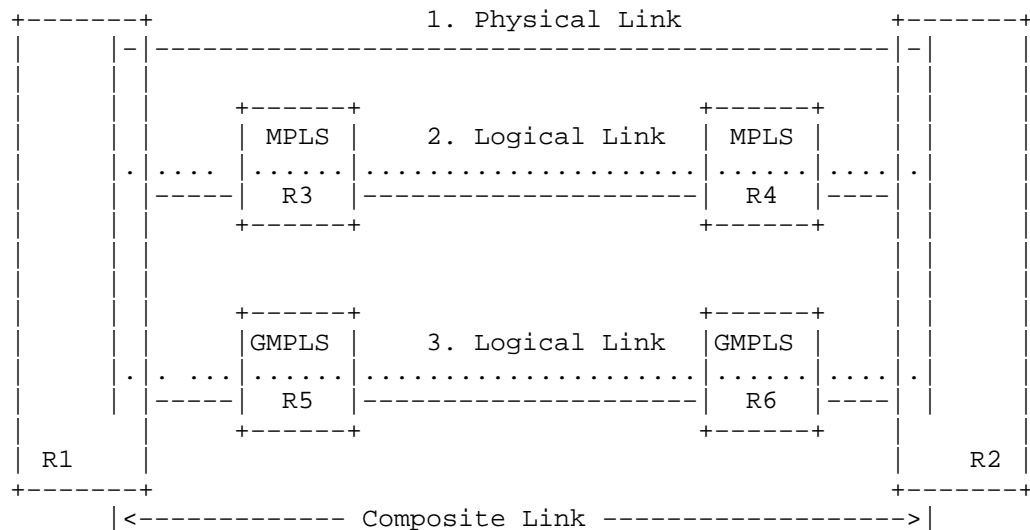 1. Physical Link
MPLS 2. Logical Link MPLS
R3 R4
GMPLS 3. Logical Link GMPLS
R5 R6
R1 R2
Composite Link